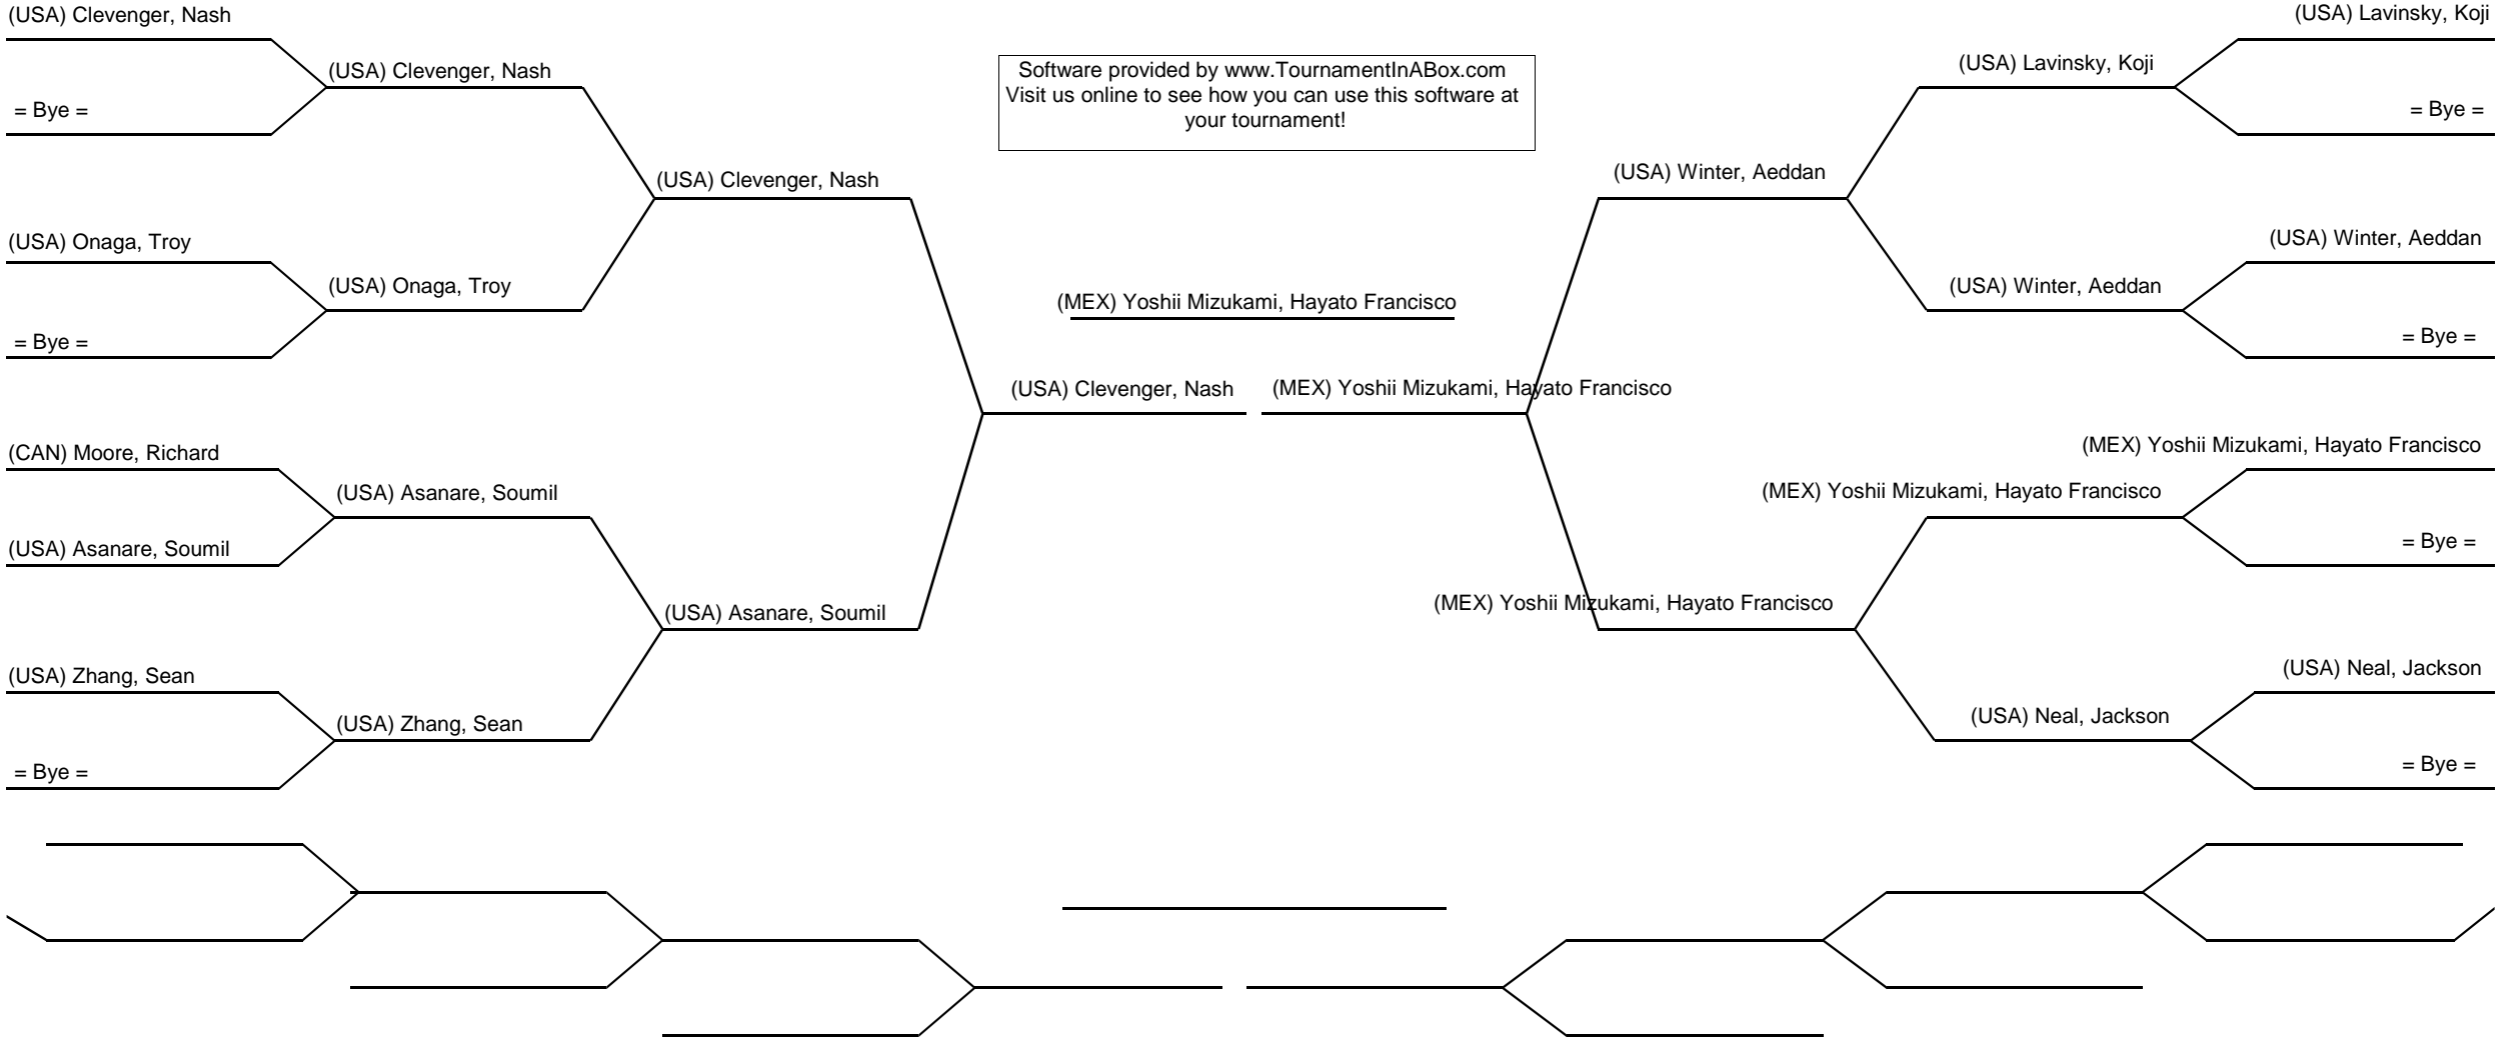 (USA) Clevenger, Nash
= Bye =
(USA) Onaga, Troy
= Bye =
(CAN) Moore, Richard
(USA) Asanare, Soumil
(USA) Zhang, Sean
= Bye =
(USA) Clevenger, Nash
(USA) Onaga, Troy
(USA) Asanare, Soumil
(USA) Zhang, Sean
(USA) Clevenger, Nash
(USA) Asanare, Soumil
(USA) Clevenger, Nash
Software provided by www.TournamentInABox.com
Visit us online to see how you can use this software at
your tournament!
(MEX) Yoshii Mizukami, Hayato Francisco
(MEX) Yoshii Mizukami, Hayato Francisco
(USA) Winter, Aeddan
(MEX) Yoshii Mizukami, Hayato Francisco
(USA) Lavinsky, Koji
(USA) Winter, Aeddan
(MEX) Yoshii Mizukami, Hayato Francisco
(USA) Neal, Jackson
(USA) Lavinsky, Koji
= Bye =
(USA) Winter, Aeddan
= Bye =
(MEX) Yoshii Mizukami, Hayato Francisco
= Bye =
(USA) Neal, Jackson
= Bye =